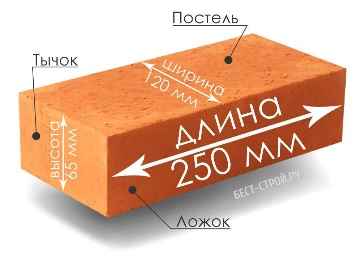 Постель
Тычок
ширина
120 мм
длина
250 мм
высота
65 мм
БЕСТ-СТРОЙ.РУ
Ложок